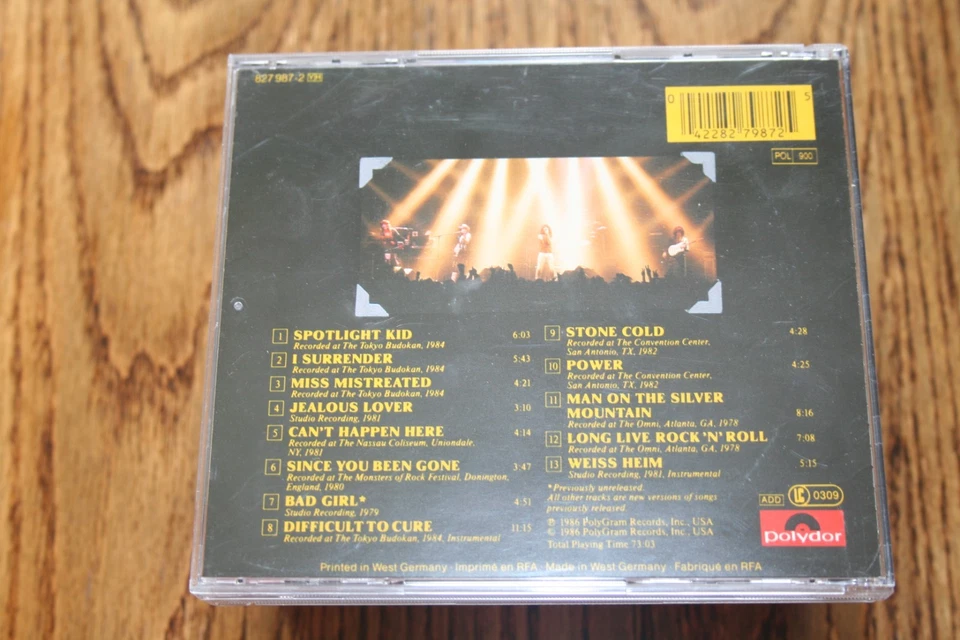 827 987-2 YH
0 42282 79872 5
POL 900
1 SPOTLIGHT KID 6:03
Recorded at The Tokyo Budokan, 1984
2 I SURRENDER 5:43
Recorded at The Tokyo Budokan, 1984
3 MISS MISTREATED 4:21
Recorded at The Tokyo Budokan, 1984
4 JEALOUS LOVER 3:10
Studio Recording, 1981
5 CAN'T HAPPEN HERE 4:14
Recorded at The Nassau Coliseum, Uniondale,
NY, 1981
6 SINCE YOU BEEN GONE 3:47
Recorded at The Monsters of Rock Festival, Donington,
England, 1980
7 BAD GIRL* 4:51
Studio Recording, 1979
8 DIFFICULT TO CURE 11:15
Recorded at The Tokyo Budokan, 1984, Instrumental
9 STONE COLD 4:28
Recorded at The Convention Center,
San Antonio, TX, 1982
10 POWER 4:25
Recorded at The Convention Center,
San Antonio, TX, 1982
11 MAN ON THE SILVER
MOUNTAIN 8:16
Recorded at The Omni, Atlanta, GA, 1978
12 LONG LIVE ROCK 'N' ROLL 7:08
Recorded at The Omni, Atlanta, GA, 1978
13 WEISS HEIM 5:15
Studio Recording, 1981, Instrumental
*Previously unreleased.
All other tracks are new versions of songs
previously released.
℗ 1986 PolyGram Records, Inc., USA
© 1986 PolyGram Records, Inc., USA
Total Playing Time 73:03
ADD LC 0309
polydor
Printed in West Germany · Imprimé en RFA · Made in West Germany · Fabriqué en RFA